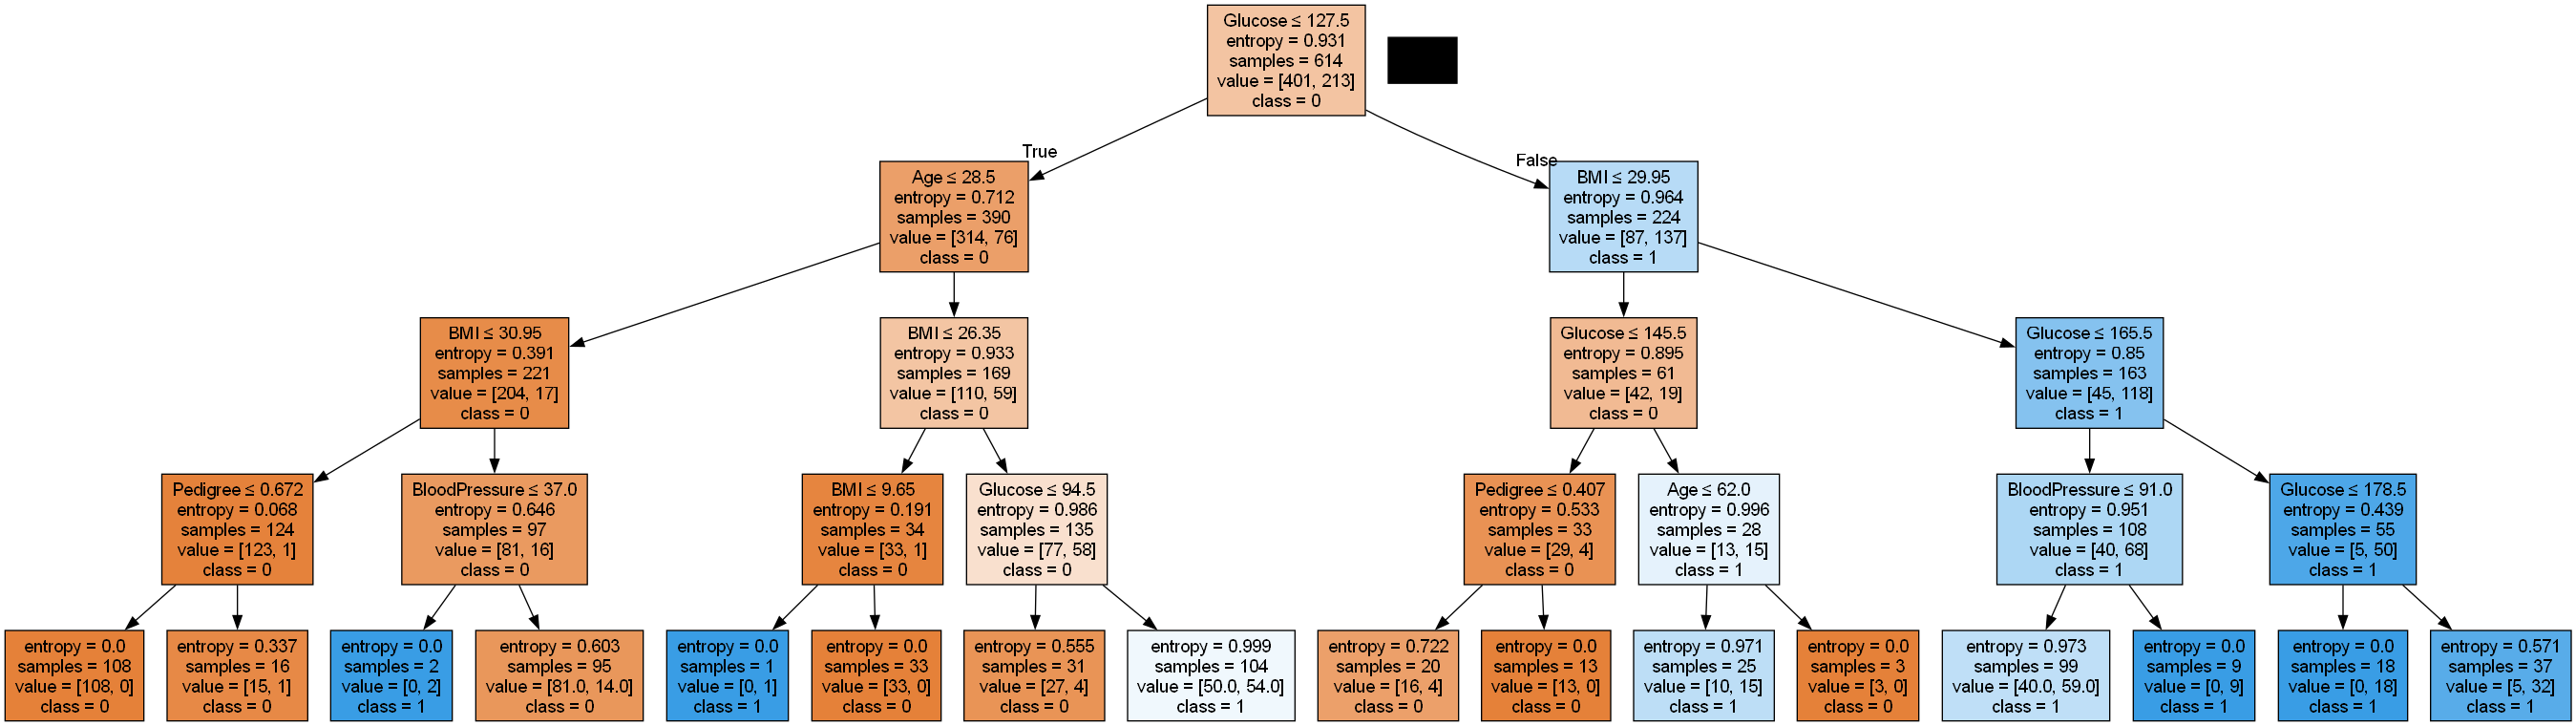 Glucose ≤ 127.5
entropy = 0.931
samples = 614
value = [401, 213]
class = 0
True
False
Age ≤ 28.5
entropy = 0.712
samples = 390
value = [314, 76]
class = 0
BMI ≤ 29.95
entropy = 0.964
samples = 224
value = [87, 137]
class = 1
BMI ≤ 30.95
entropy = 0.391
samples = 221
value = [204, 17]
class = 0
BMI ≤ 26.35
entropy = 0.933
samples = 169
value = [110, 59]
class = 0
Glucose ≤ 145.5
entropy = 0.895
samples = 61
value = [42, 19]
class = 0
Glucose ≤ 165.5
entropy = 0.85
samples = 163
value = [45, 118]
class = 1
Pedigree ≤ 0.672
entropy = 0.068
samples = 124
value = [123, 1]
class = 0
BloodPressure ≤ 37.0
entropy = 0.646
samples = 97
value = [81, 16]
class = 0
BMI ≤ 9.65
entropy = 0.191
samples = 34
value = [33, 1]
class = 0
Glucose ≤ 94.5
entropy = 0.986
samples = 135
value = [77, 58]
class = 0
Pedigree ≤ 0.407
entropy = 0.533
samples = 33
value = [29, 4]
class = 0
Age ≤ 62.0
entropy = 0.996
samples = 28
value = [13, 15]
class = 1
BloodPressure ≤ 91.0
entropy = 0.951
samples = 108
value = [40, 68]
class = 1
Glucose ≤ 178.5
entropy = 0.439
samples = 55
value = [5, 50]
class = 1
entropy = 0.0
samples = 108
value = [108, 0]
class = 0
entropy = 0.337
samples = 16
value = [15, 1]
class = 0
entropy = 0.0
samples = 2
value = [0, 2]
class = 1
entropy = 0.603
samples = 95
value = [81.0, 14.0]
class = 0
entropy = 0.0
samples = 1
value = [0, 1]
class = 1
entropy = 0.0
samples = 33
value = [33, 0]
class = 0
entropy = 0.555
samples = 31
value = [27, 4]
class = 0
entropy = 0.999
samples = 104
value = [50.0, 54.0]
class = 1
entropy = 0.722
samples = 20
value = [16, 4]
class = 0
entropy = 0.0
samples = 13
value = [13, 0]
class = 0
entropy = 0.971
samples = 25
value = [10, 15]
class = 1
entropy = 0.0
samples = 3
value = [3, 0]
class = 0
entropy = 0.973
samples = 99
value = [40.0, 59.0]
class = 1
entropy = 0.0
samples = 9
value = [0, 9]
class = 1
entropy = 0.0
samples = 18
value = [0, 18]
class = 1
entropy = 0.571
samples = 37
value = [5, 32]
class = 1